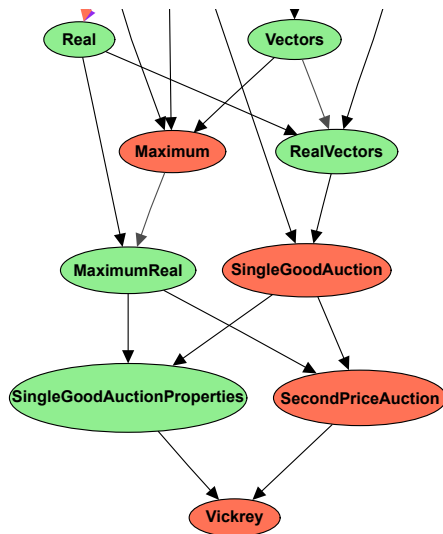 Real
Vectors
Maximum
RealVectors
MaximumReal
SingleGoodAuction
SingleGoodAuctionProperties
SecondPriceAuction
Vickrey